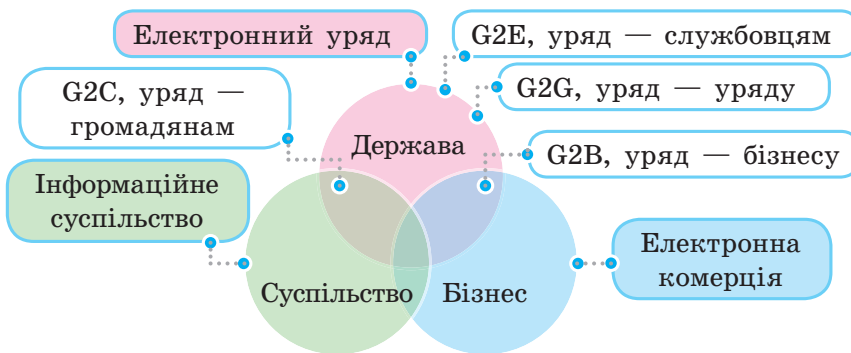 Електронний уряд
G2E, уряд — службовцям
G2C, уряд —
громадянам
G2G, уряд — уряду
Держава
G2B, уряд — бізнесу
Інформаційне
суспільство
Електронна
комерція
Суспільство
Бізнес